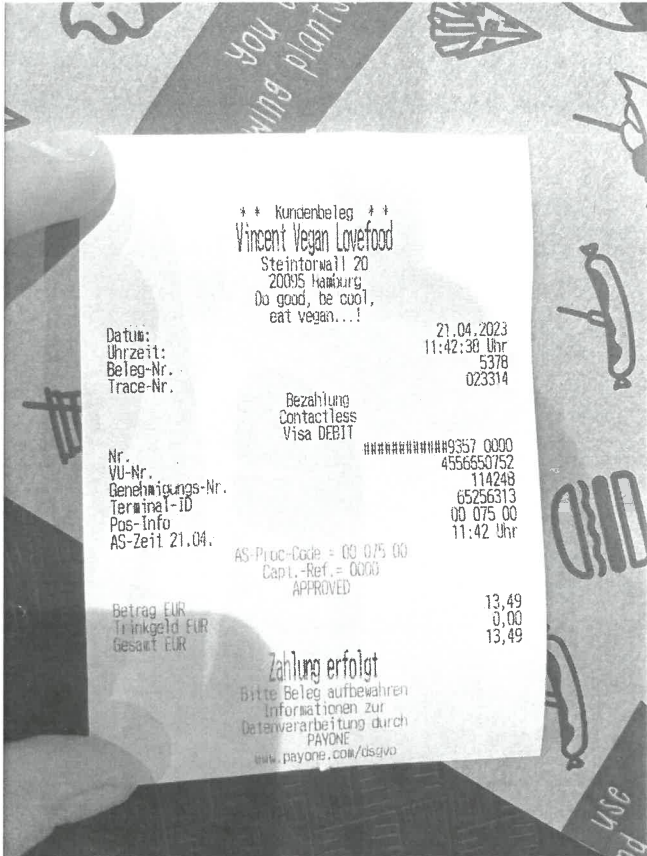 you
wing plants
* * Kundenbeleg * *
Vincent Vegan Lovefood
Steintorwall 20
20095 Hamburg
Do good, be cool,
eat vegan...!
Datum: 21.04.2023
Uhrzeit: 11:42:38 Uhr
Beleg-Nr. 5378
Trace-Nr. 023314
Bezahlung
Contactless
Visa DEBIT
Nr. ############9357 0000
VU-Nr. 4556650752
Genehmigungs-Nr. 114248
Terminal-ID 65256313
Pos-Info 00 075 00
AS-Zeit 21.04. 11:42 Uhr
AS-Proc-Code = 00 075 00
Capt.-Ref.= 0000
APPROVED
Betrag EUR 13,49
Trinkgeld EUR 0,00
Gesamt EUR 13,49
Zahlung erfolgt
Bitte Beleg aufbewahren
Informationen zur
Datenverarbeitung durch
PAYONE
www.payone.com/dsgvo
use